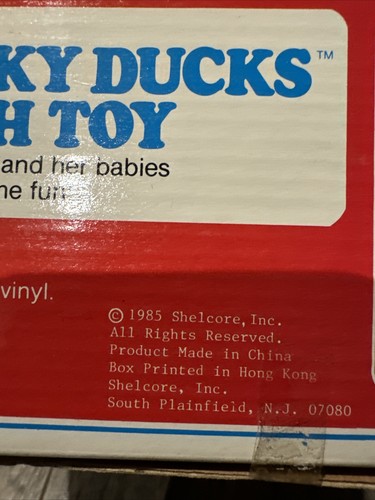 KY DUCKS™
H TOY
and her babies
me fun
vinyl.
© 1985 Shelcore, Inc.
All Rights Reserved.
Product Made in China
Box Printed in Hong Kong
Shelcore, Inc.
South Plainfield, N.J. 07080